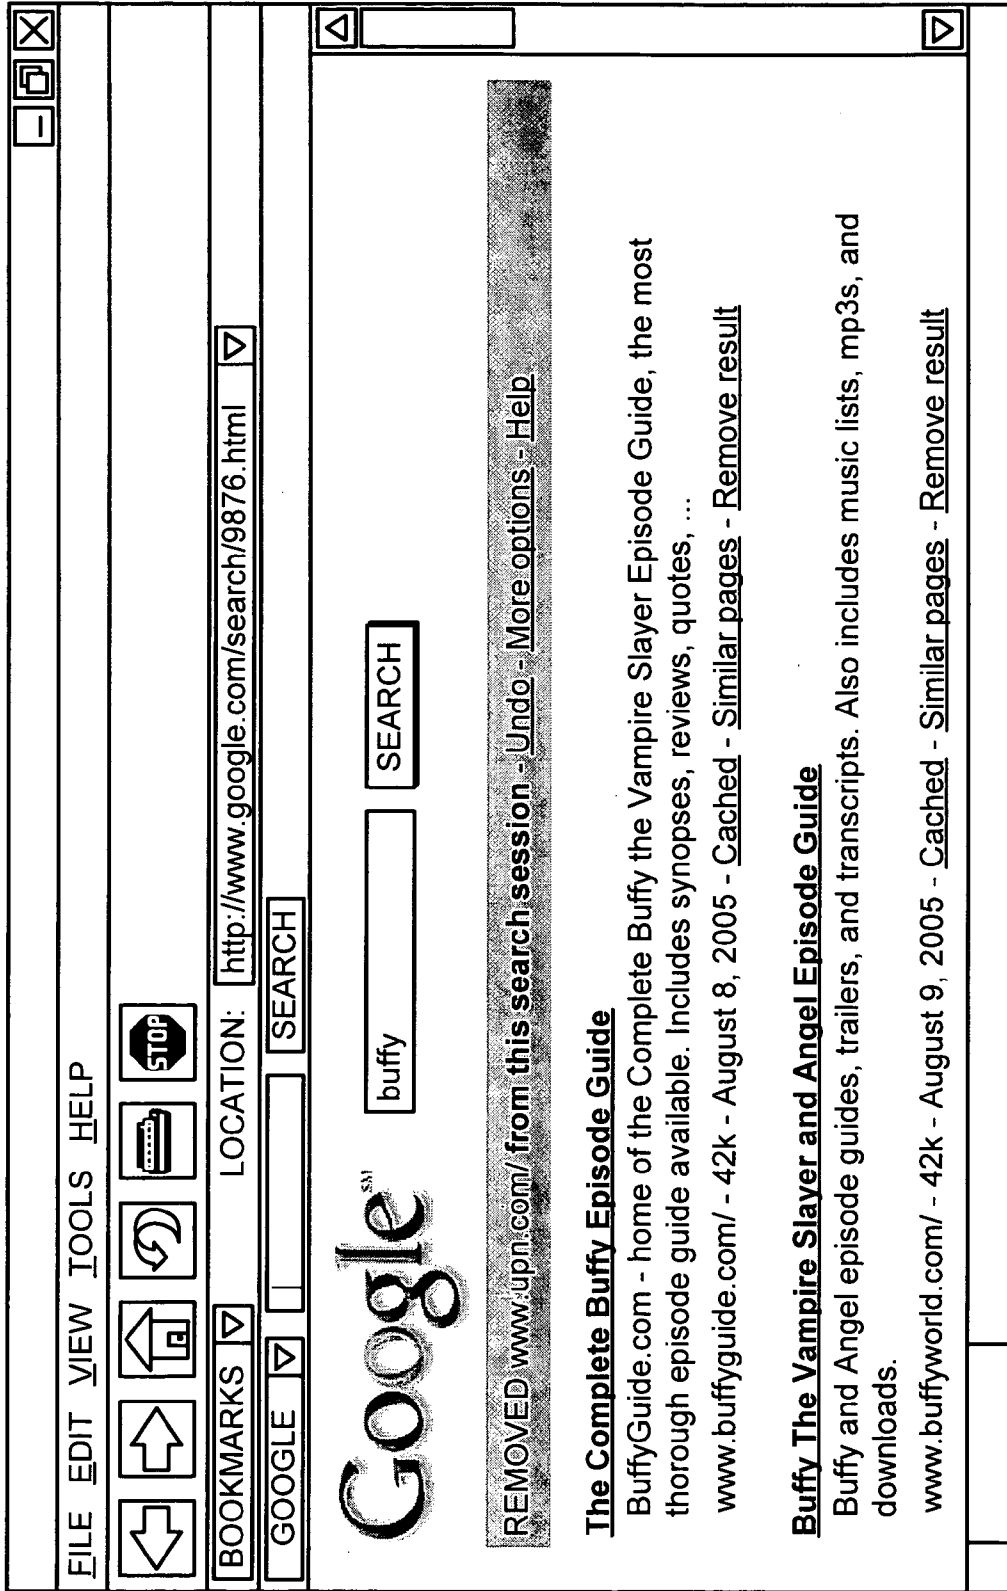 FILE EDIT VIEW TOOLS HELP
STOP
BOOKMARKS LOCATION: http://www.google.com/search/9876.html
GOOGLE SEARCH
Google SM buffy SEARCH
REMOVED www.upn.com/ from this search session - Undo - More options - Help
The Complete Buffy Episode Guide
BuffyGuide.com - home of the Complete Buffy the Vampire Slayer Episode Guide, the most
thorough episode guide available. Includes synopses, reviews, quotes, ...
www.buffyguide.com/ - 42k - August 8, 2005 - Cached - Similar pages - Remove result
Buffy The Vampire Slayer and Angel Episode Guide
Buffy and Angel episode guides, trailers, and transcripts. Also includes music lists, mp3s, and
downloads.
www.buffyworld.com/ - 42k - August 9, 2005 - Cached - Similar pages - Remove result